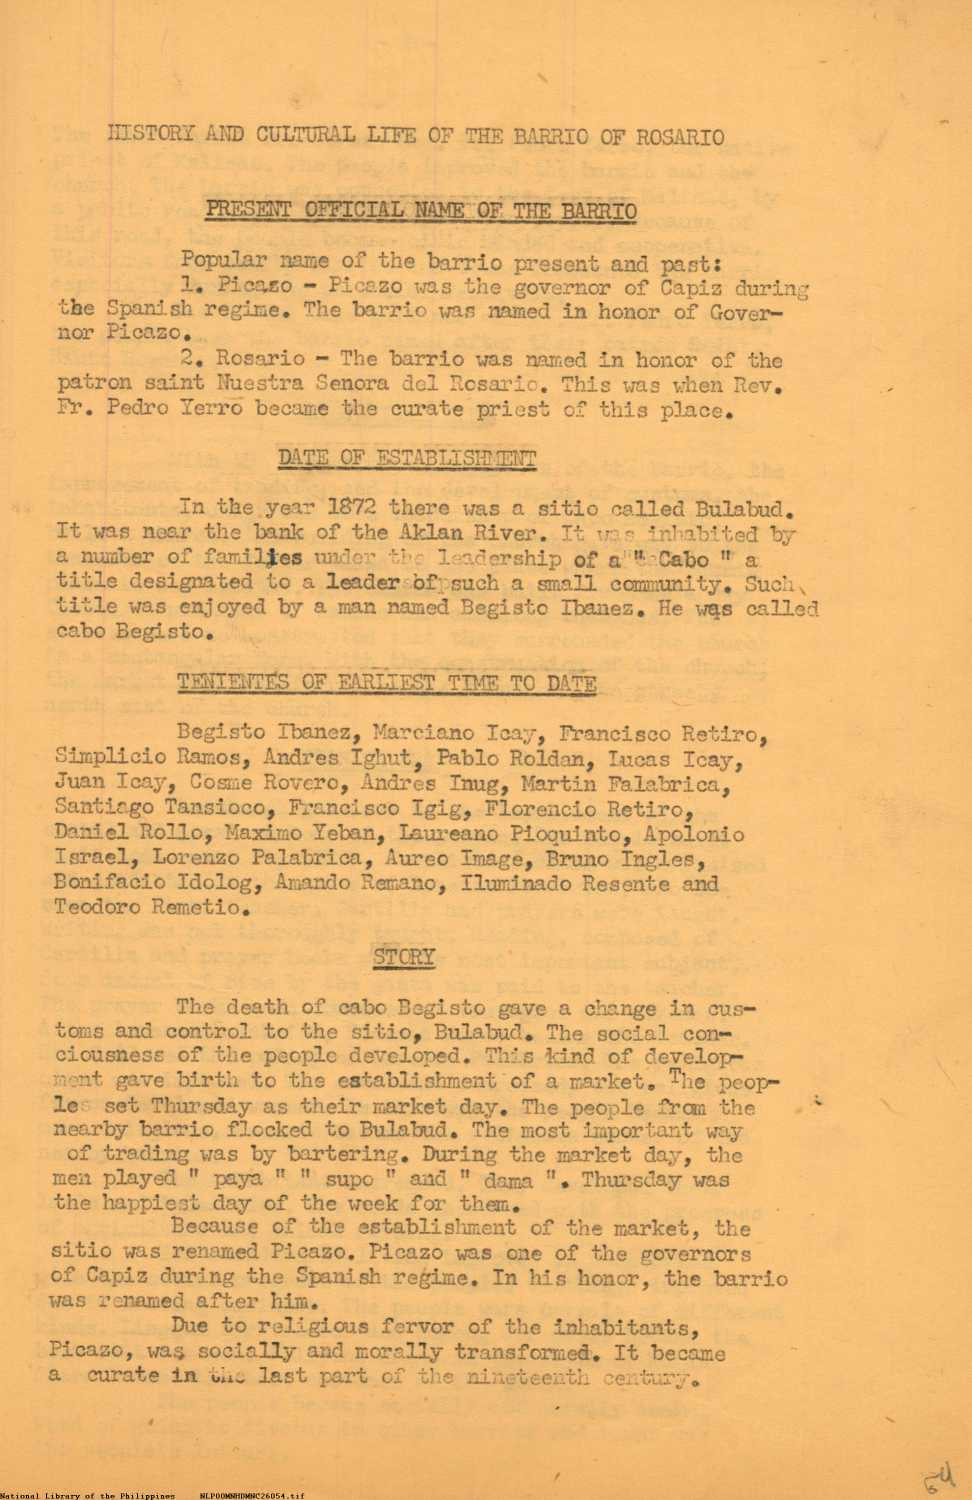 HISTORY AND CULTURAL LIFE OF THE BARRIO OF ROSARIO
PRESENT OFFICIAL NAME OF THE BARRIO
Popular name of the barrio present and past:
1. Picazo - Picazo was the governor of Capiz during
the Spanish regime. The barrio was named in honor of Gover-
nor Picazo.
2. Rosario - The barrio was named in honor of the
patron saint Nuestra Senora del Rosario. This was when Rev.
Fr. Pedro Yerro became the curate priest of this place.
DATE OF ESTABLISHMENT
In the year 1872 there was a sitio called Bulabud.
It was near the bank of the Aklan River. It was inhabited by
a number of families under the leadership of a " Cabo " a
title designated to a leader of such a small community. Such
title was enjoyed by a man named Begisto Ibanez. He was called
cabo Begisto.
TENIENTES OF EARLIEST TIME TO DATE
Begisto Ibanez, Marciano Icay, Francisco Retiro,
Simplicio Ramos, Andres Ighut, Pablo Roldan, Lucas Icay,
Juan Icay, Cosme Rovero, Andres Inug, Martin Falabrica,
Santiago Tansioco, Francisco Igig, Florencio Retiro,
Daniel Rollo, Maximo Yeban, Laureano Pioquinto, Apolonio
Israel, Lorenzo Palabrica, Aureo Image, Bruno Ingles,
Bonifacio Idolog, Amando Remano, Iluminado Resente and
Teodoro Remetio.
STORY
The death of cabo Begisto gave a change in cus-
toms and control to the sitio, Bulabud. The social con-
ciousness of the people developed. This kind of develop-
ment gave birth to the establishment of a market. The peop-
le set Thursday as their market day. The people from the
nearby barrio flocked to Bulabud. The most important way
of trading was by bartering. During the market day, the
men played " paya " " supo " and " dama ". Thursday was
the happiest day of the week for them.
Because of the establishment of the market, the
sitio was renamed Picazo. Picazo was one of the governors
of Capiz during the Spanish regime. In his honor, the barrio
was renamed after him.
Due to religious fervor of the inhabitants,
Picazo, was socially and morally transformed. It became
a curate in the last part of the nineteenth century.
National Library of the Philippines NLPOOMNHDMNC26054.tif